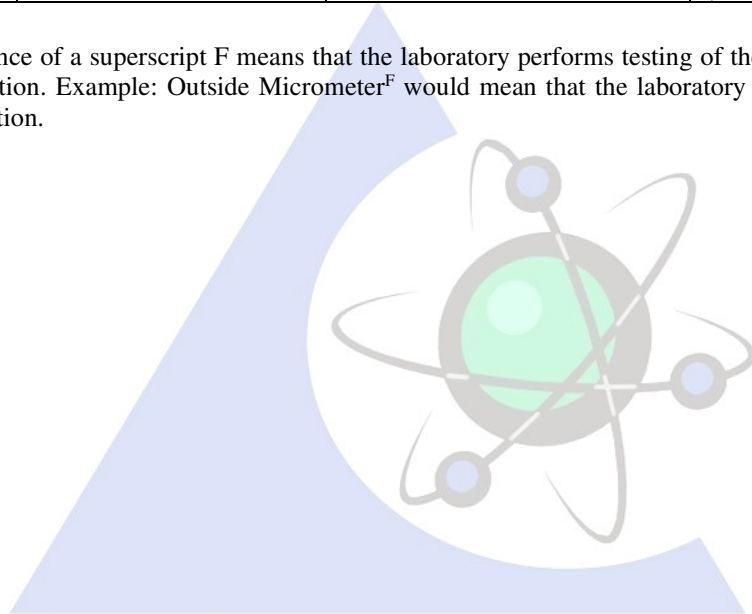 nce of a superscript F means that the laboratory performs testing of the
tion. Example: Outside Micrometerᶠ would mean that the laboratory
tion.